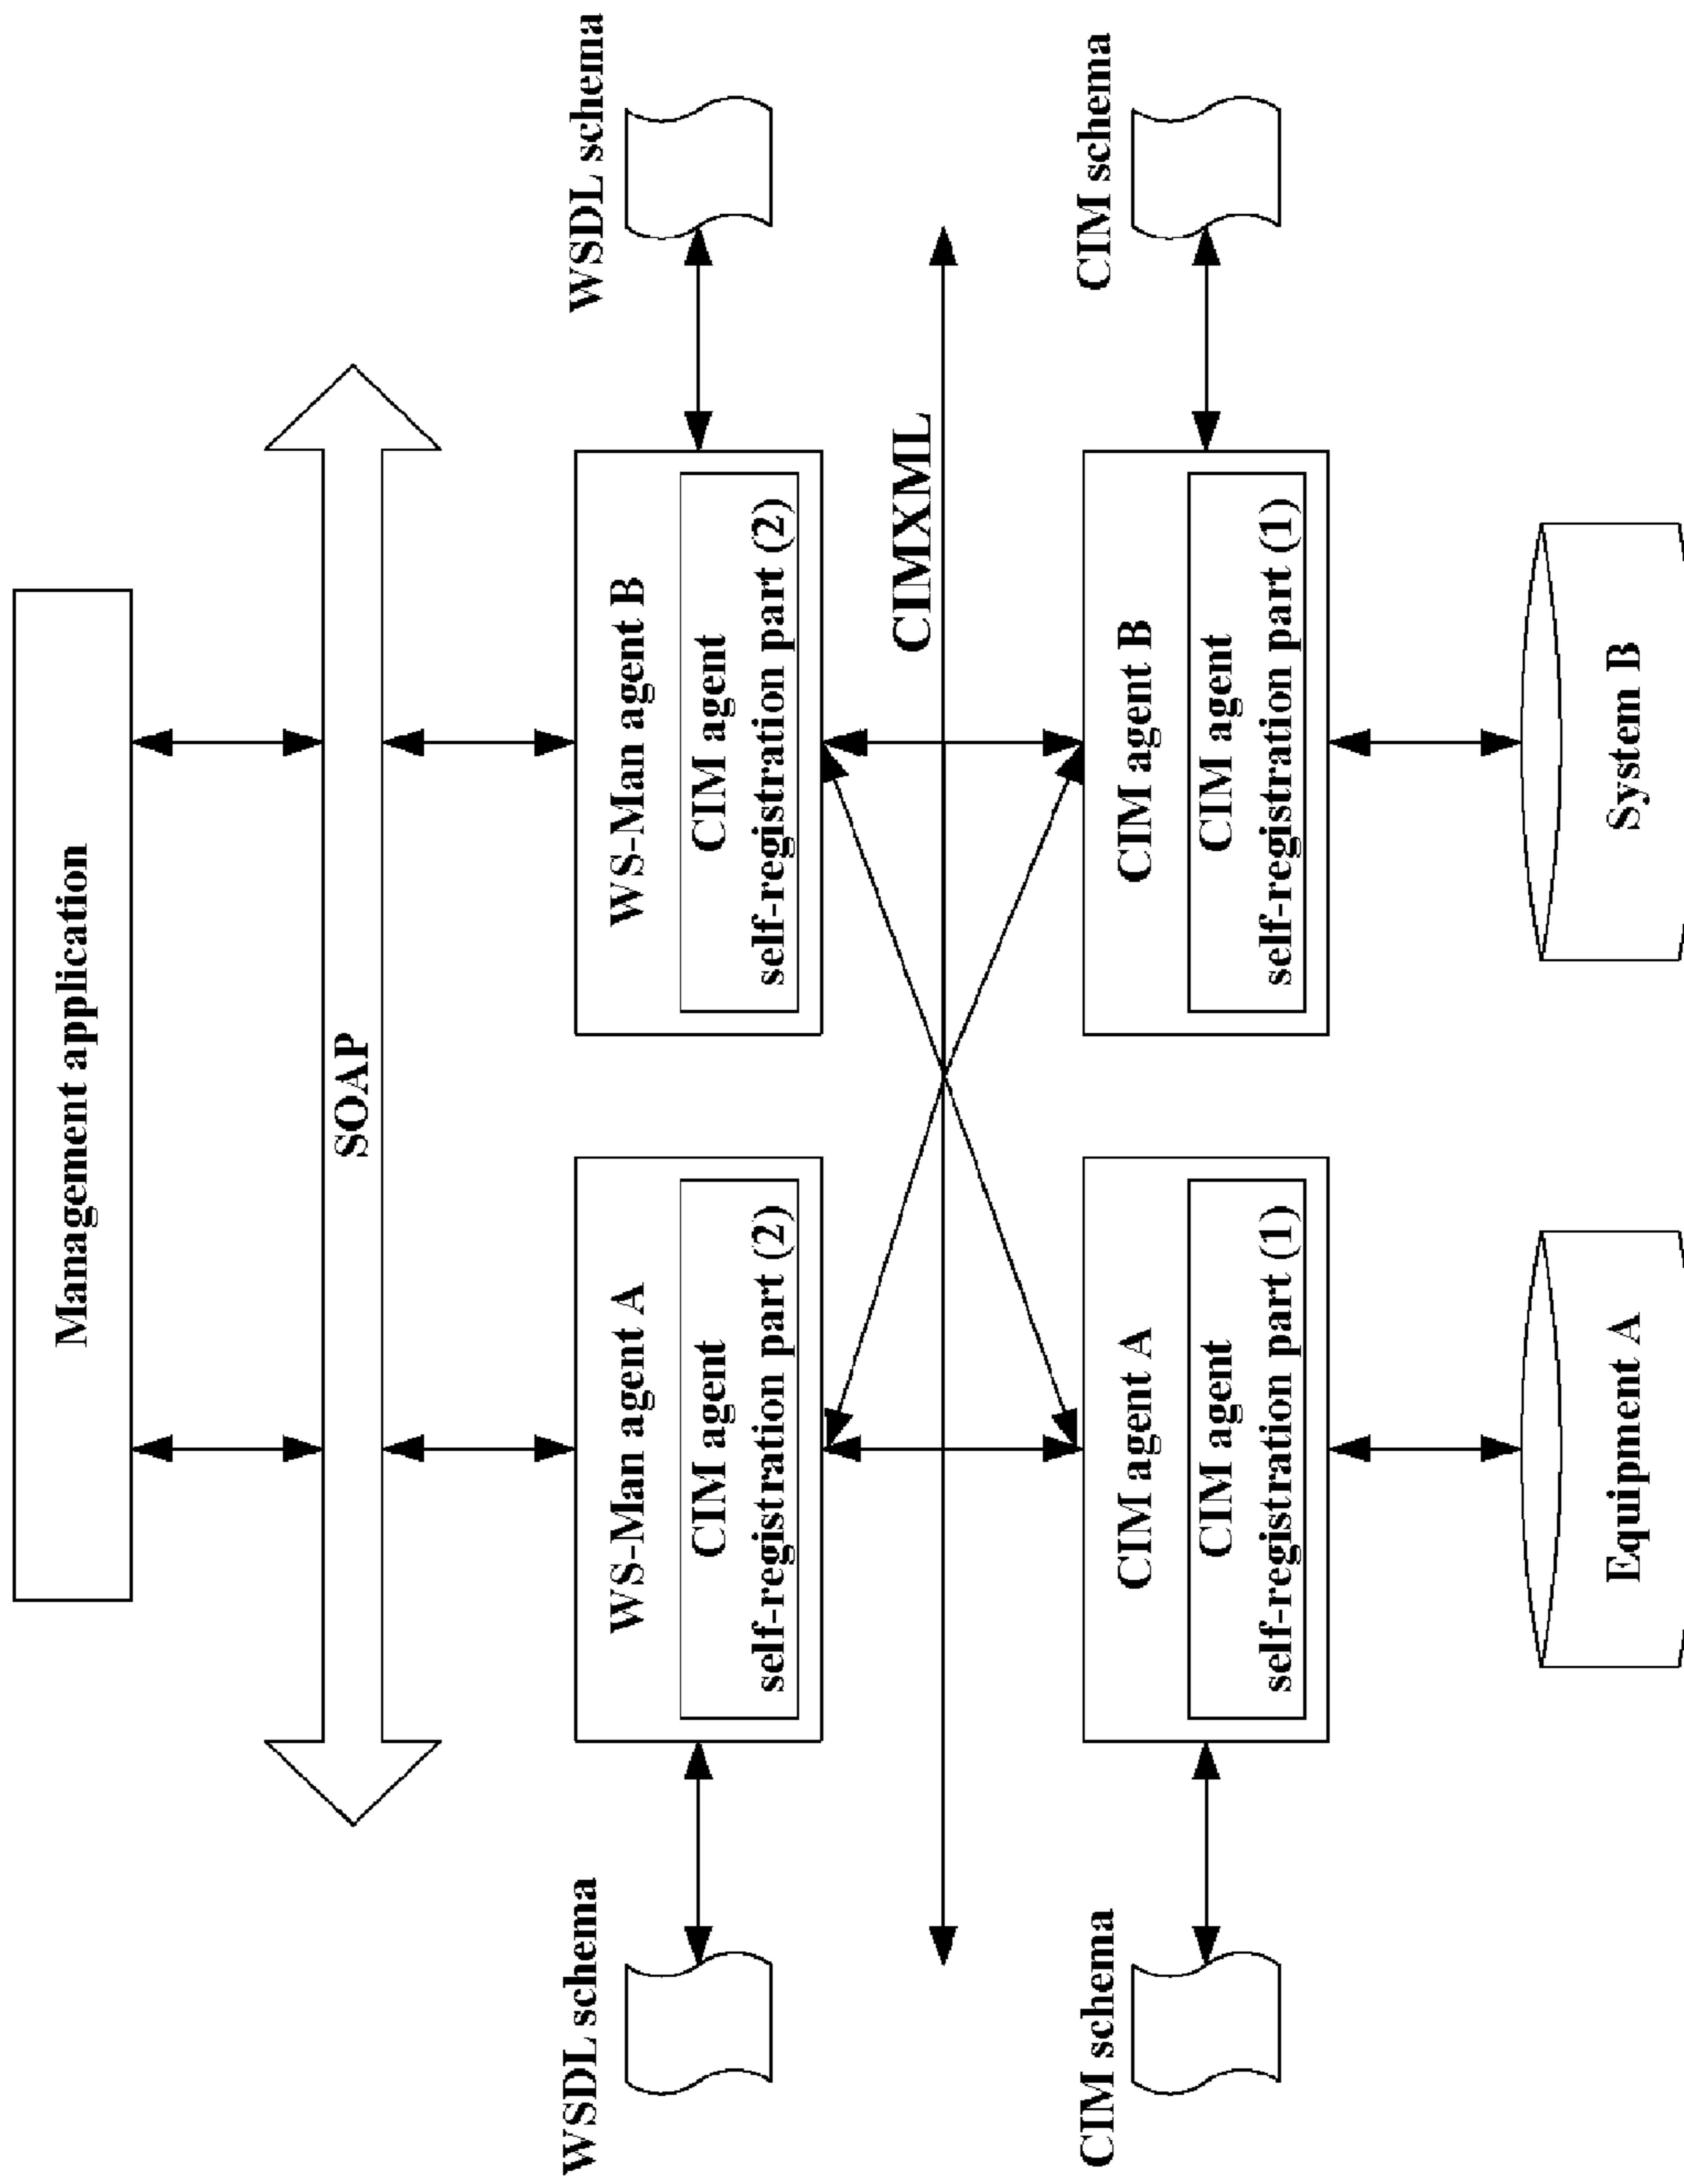 Management application
SOAP
WSDL schema
WS-Man agent A
CIM agent
self-registration part (2)
WS-Man agent B
CIM agent
self-registration part (2)
WSDL schema
CIMXML
CIM schema
CIM agent A
CIM agent
self-registration part (1)
CIM agent B
CIM agent
self-registration part (1)
CIM schema
Equipment A
System B